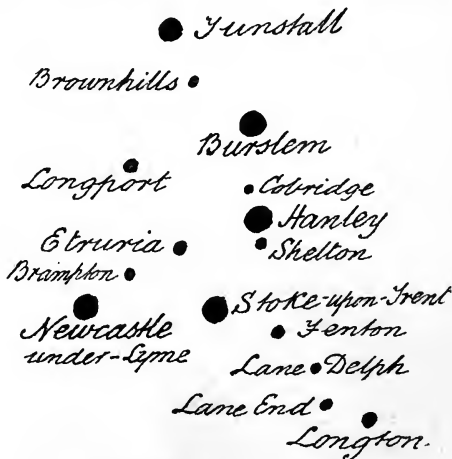 Tunstall
Brownhills
Burslem
Longport
Cobridge
Hanley
Etruria
Shelton
Brampton
Stoke-upon-Trent
Newcastle
under-Lyme
Fenton
Lane Delph
Lane End
Longton.